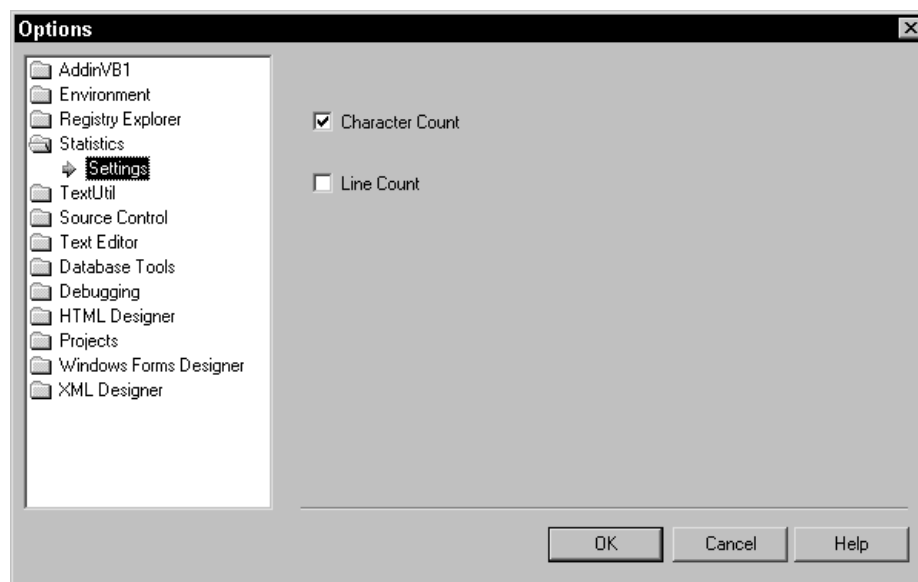 Options
AddinVB1
Environment
Registry Explorer
Statistics
Settings
TextUtil
Source Control
Text Editor
Database Tools
Debugging
HTML Designer
Projects
Windows Forms Designer
XML Designer
Character Count
Line Count
OK
Cancel
Help